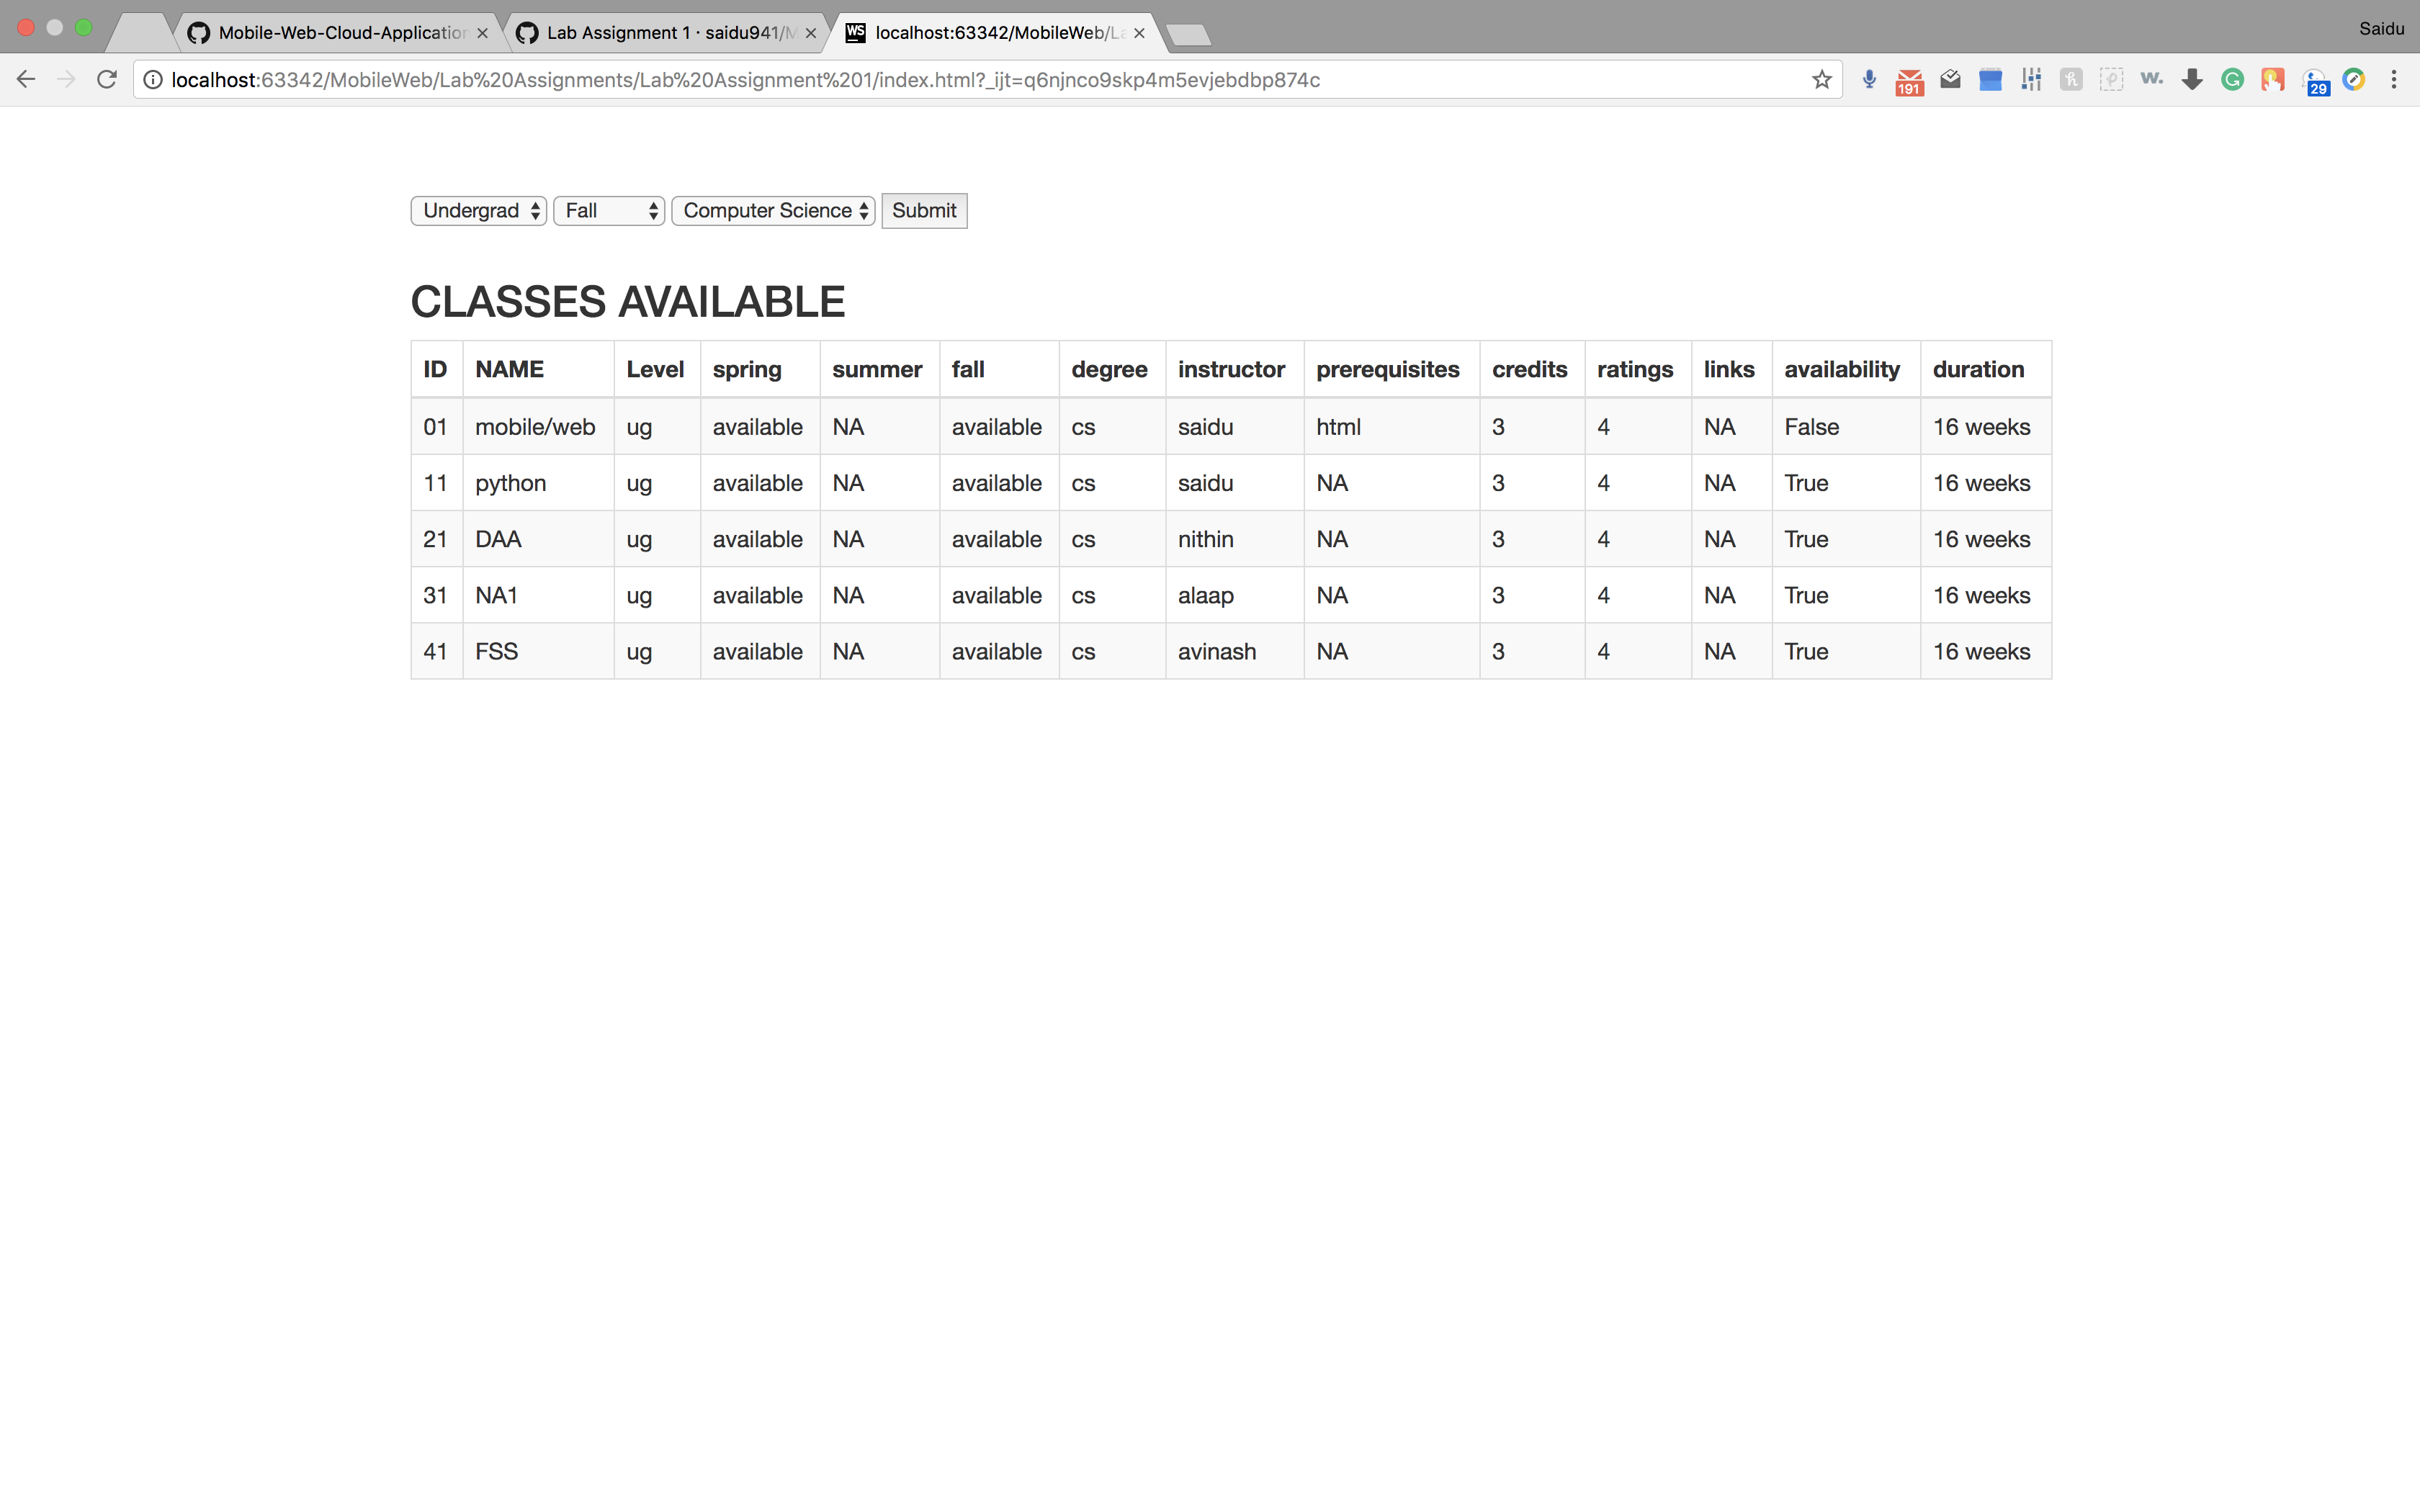 Mobile-Web-Cloud-Application
Lab Assignment 1 · saidu941/M
WS localhost:63342/MobileWeb/La
Saidu
localhost:63342/MobileWeb/Lab%20Assignments/Lab%20Assignment%201/index.html?_ijt=q6njnco9skp4m5evjebdbp874c
191
w.
29
Undergrad Fall Computer Science Submit
CLASSES AVAILABLE
ID NAME Level spring summer fall degree instructor prerequisites credits ratings links availability duration
01 mobile/web ug available NA available cs saidu html 3 4 NA False 16 weeks
11 python ug available NA available cs saidu NA 3 4 NA True 16 weeks
21 DAA ug available NA available cs nithin NA 3 4 NA True 16 weeks
31 NA1 ug available NA available cs alaap NA 3 4 NA True 16 weeks
41 FSS ug available NA available cs avinash NA 3 4 NA True 16 weeks